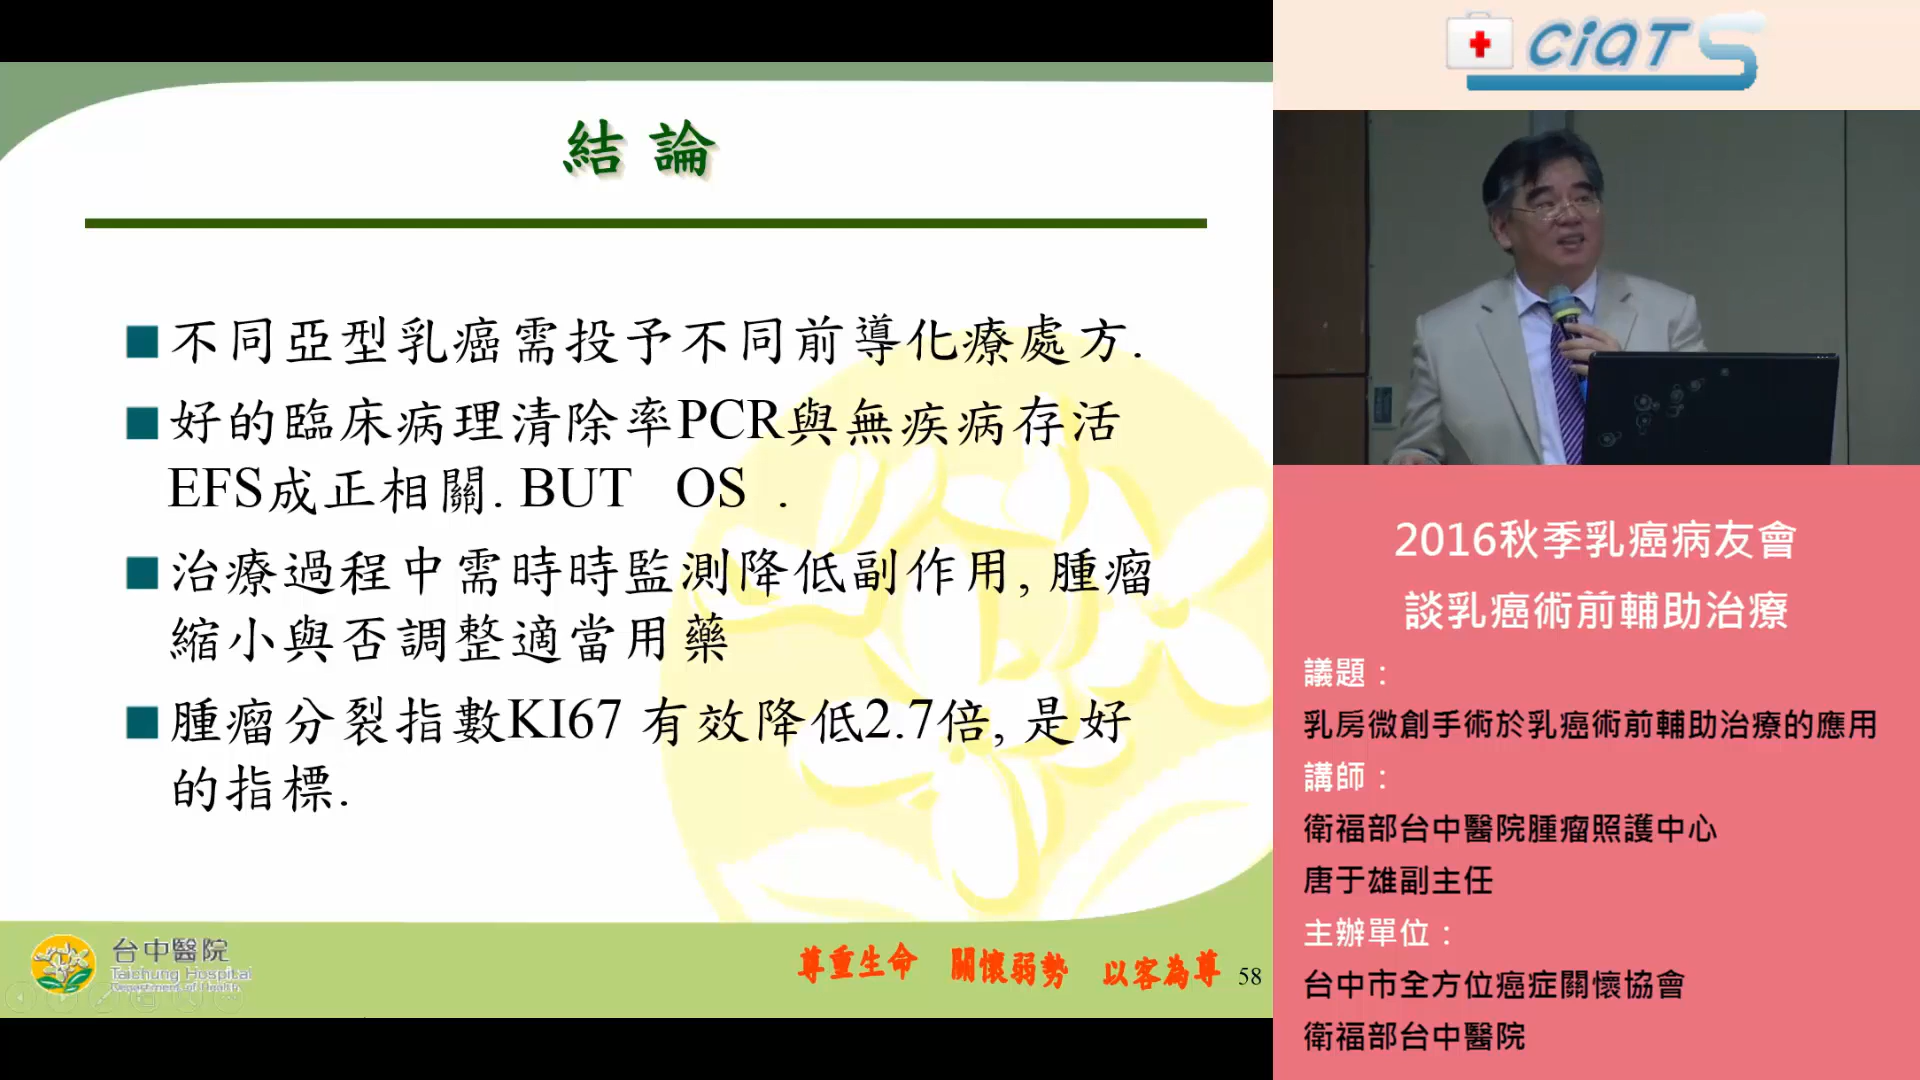 結 論
不同亞型乳癌需投予不同前導化療處方.
好的臨床病理清除率PCR與無疾病存活
EFS成正相關. BUT OS .
治療過程中需時時監測降低副作用, 腫瘤
縮小與否調整適當用藥
腫瘤分裂指數KI67 有效降低2.7倍, 是好
的指標.
台中醫院
Taichung Hospital
Department of Health
尊重生命 關懷弱勢 以客為尊 58
CiATS
2016秋季乳癌病友會
談乳癌術前輔助治療
議題：
乳房微創手術於乳癌術前輔助治療的應用
講師：
衛福部台中醫院腫瘤照護中心
唐于雄副主任
主辦單位：
台中市全方位癌症關懷協會
衛福部台中醫院